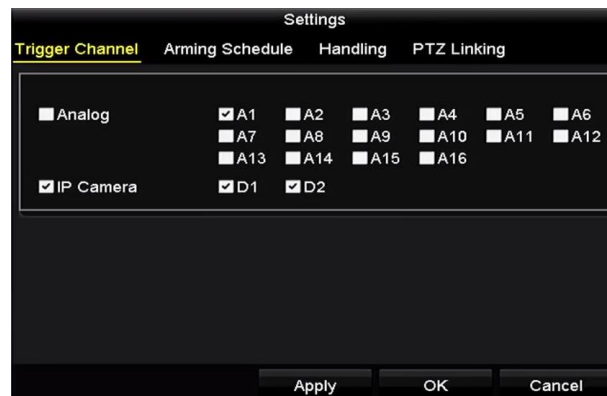 Settings
Trigger Channel Arming Schedule Handling PTZ Linking
Analog A1 A2 A3 A4 A5 A6
A7 A8 A9 A10 A11 A12
A13 A14 A15 A16
IP Camera D1 D2
Apply OK Cancel